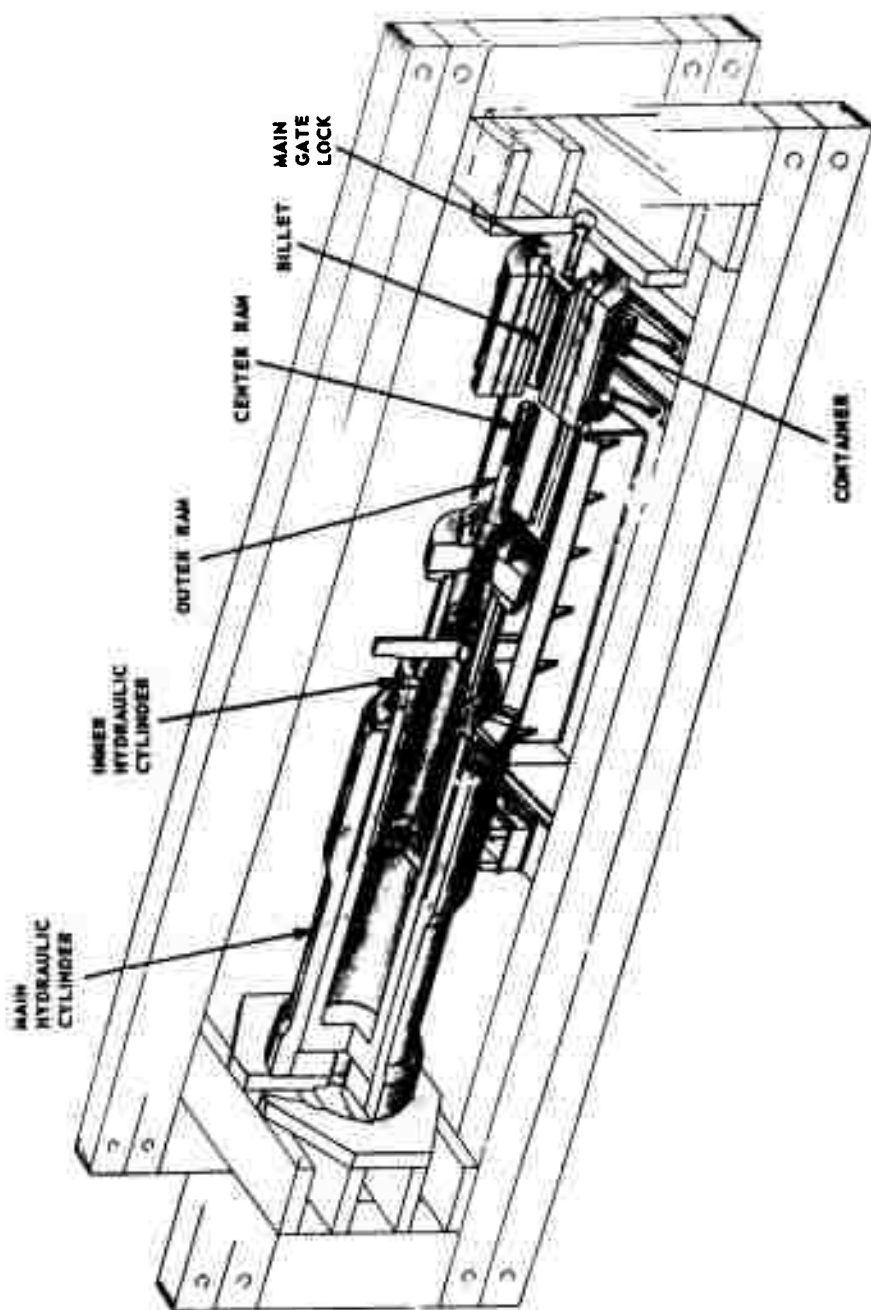 MAIN
HYDRAULIC
CYLINDER
INNER
HYDRAULIC
CYLINDER
OUTER RAM
CENTER RAM
BILLET
MAIN
GATE
LOCK
CONTAINER